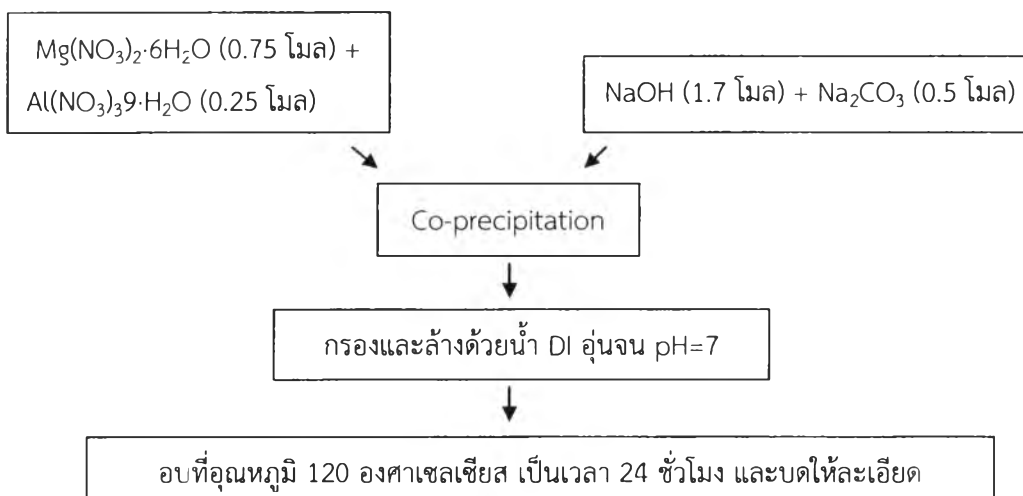 Mg(NO₃)₂·6H₂O (0.75 โมล) +
Al(NO₃)₃9·H₂O (0.25 โมล)
NaOH (1.7 โมล) + Na₂CO₃ (0.5 โมล)
Co-precipitation
กรองและล้างด้วยน้ำ DI อุ่นจน pH=7
อบที่อุณหภูมิ 120 องศาเซลเซียส เป็นเวลา 24 ชั่วโมง และบดให้ละเอียด